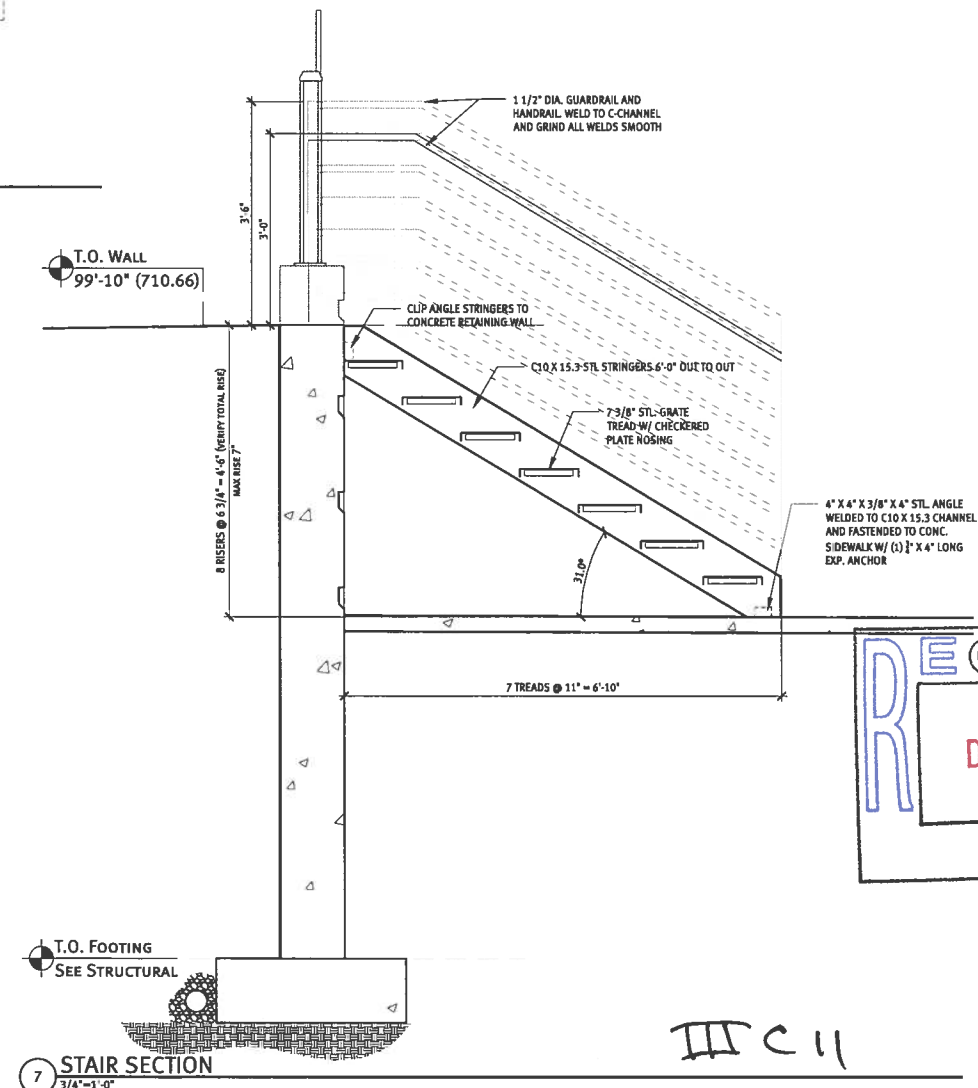 1 1/2" DIA. GUARDRAIL AND
HANDRAIL. WELD TO C-CHANNEL
AND GRIND ALL WELDS SMOOTH
3'-6"
3'-0"
T.O. WALL
99'-10" (710.66)
CLIP ANGLE STRINGERS TO
CONCRETE RETAINING WALL
C10 X 15.3 STL STRINGERS 6'-0" OUT TO OUT
7 3/8" STL. GRATE
TREAD W/ CHECKERED
PLATE NOSING
8 RISERS @ 6 3/4" = 4'-6" (VERIFY TOTAL RISE)
MAX RISE 7"
4" X 4" X 3/8" X 4" STL. ANGLE
WELDED TO C10 X 15.3 CHANNEL
AND FASTENDED TO CONC.
SIDEWALK W/ (1) X 4" LONG
EXP. ANCHOR
31.0°
7 TREADS @ 11" = 6'-10"
R E
D
T.O. FOOTING
SEE STRUCTURAL
III C 11
7 STAIR SECTION
3/4"=1'-0"